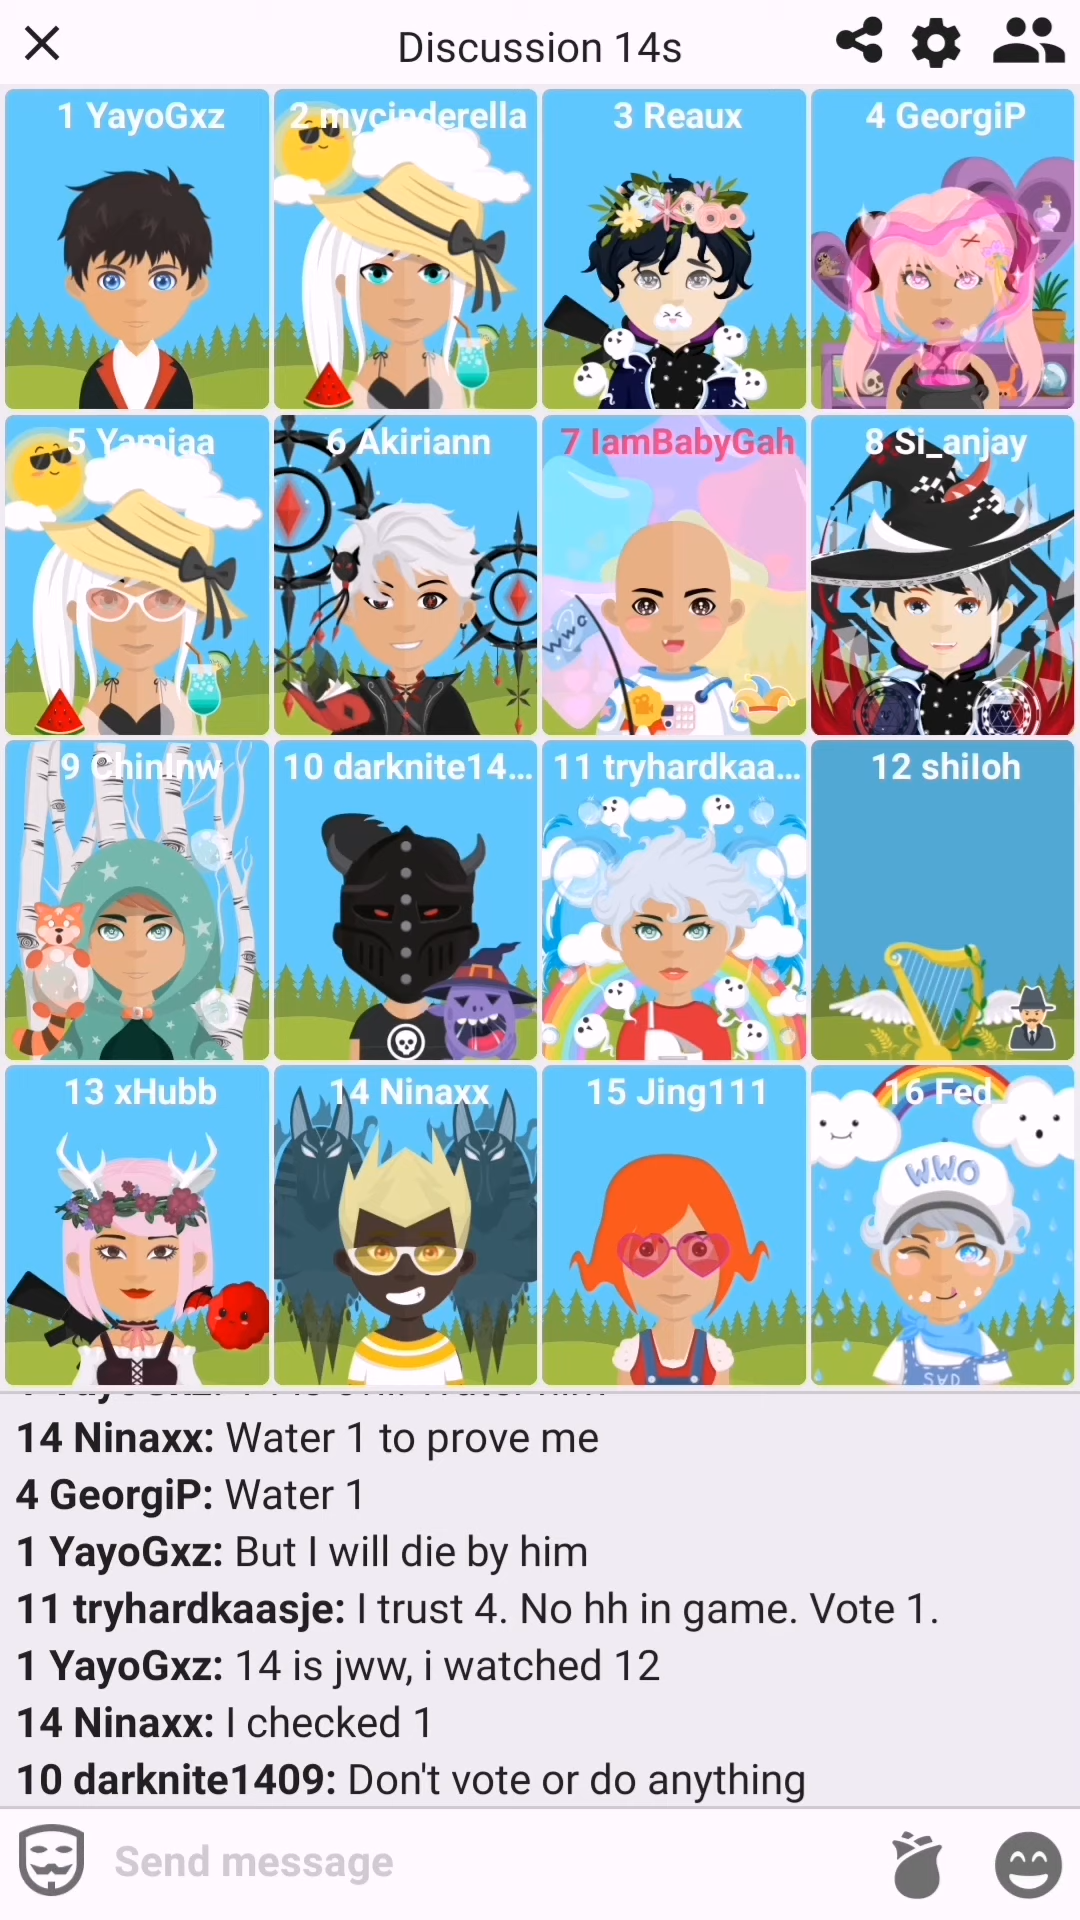 Discussion 14s
1 YayoGxz
2 mycinderella
3 Reaux
4 GeorgiP
5 Yamiaa
6 Akiriann
7 IamBabyGah
8 Si_anjay
9 Chinlnw
10 darknite14...
11 tryhardkaa...
12 shiloh
13 xHubb
14 Ninaxx
15 Jing111
16 Fed_
WWO
W.W.O
SAD
14 Ninaxx: Water 1 to prove me
4 GeorgiP: Water 1
1 YayoGxz: But I will die by him
11 tryhardkaasje: I trust 4. No hh in game. Vote 1.
1 YayoGxz: 14 is jww, i watched 12
14 Ninaxx: I checked 1
10 darknite1409: Don't vote or do anything
Send message